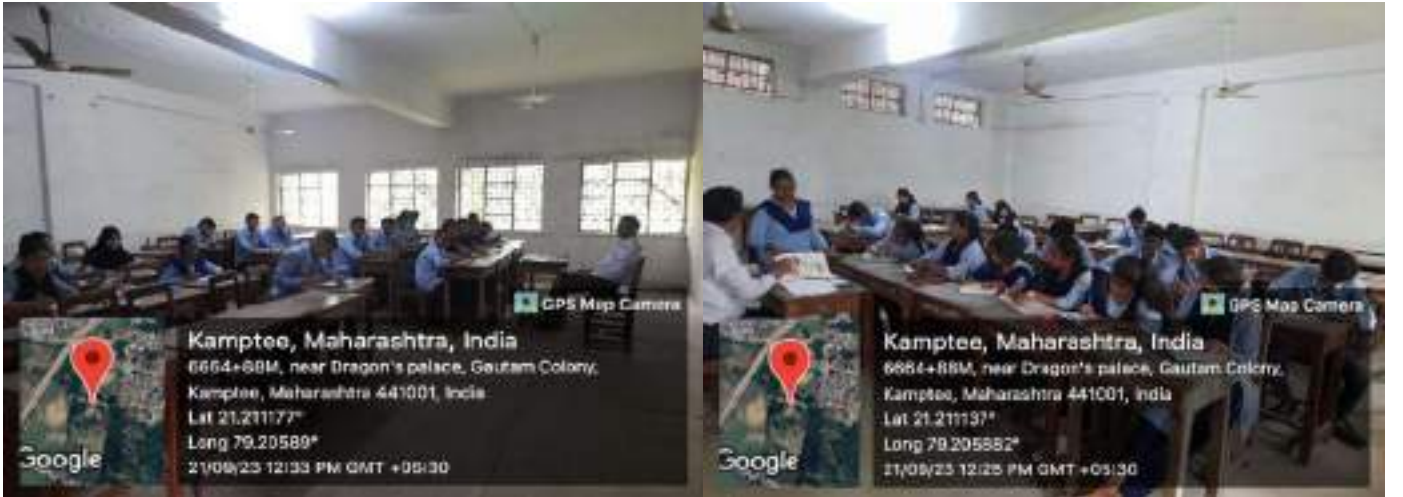 GPS Map Camera
Kamptee, Maharashtra, India
6664+88M, near Dragon's palace, Gautam Colony,
Kamptee, Maharashtra 441001, India
Lat 21.211177°
Long 79.20589°
21/09/23 12:33 PM GMT +05:30
Google
GPS Map Camera
Kamptee, Maharashtra, India
6664+88M, near Dragon's palace, Gautam Colony,
Kamptee, Maharashtra 441001, India
Lat 21.211137°
Long 79.205882°
21/09/23 12:25 PM GMT +05:30
Google